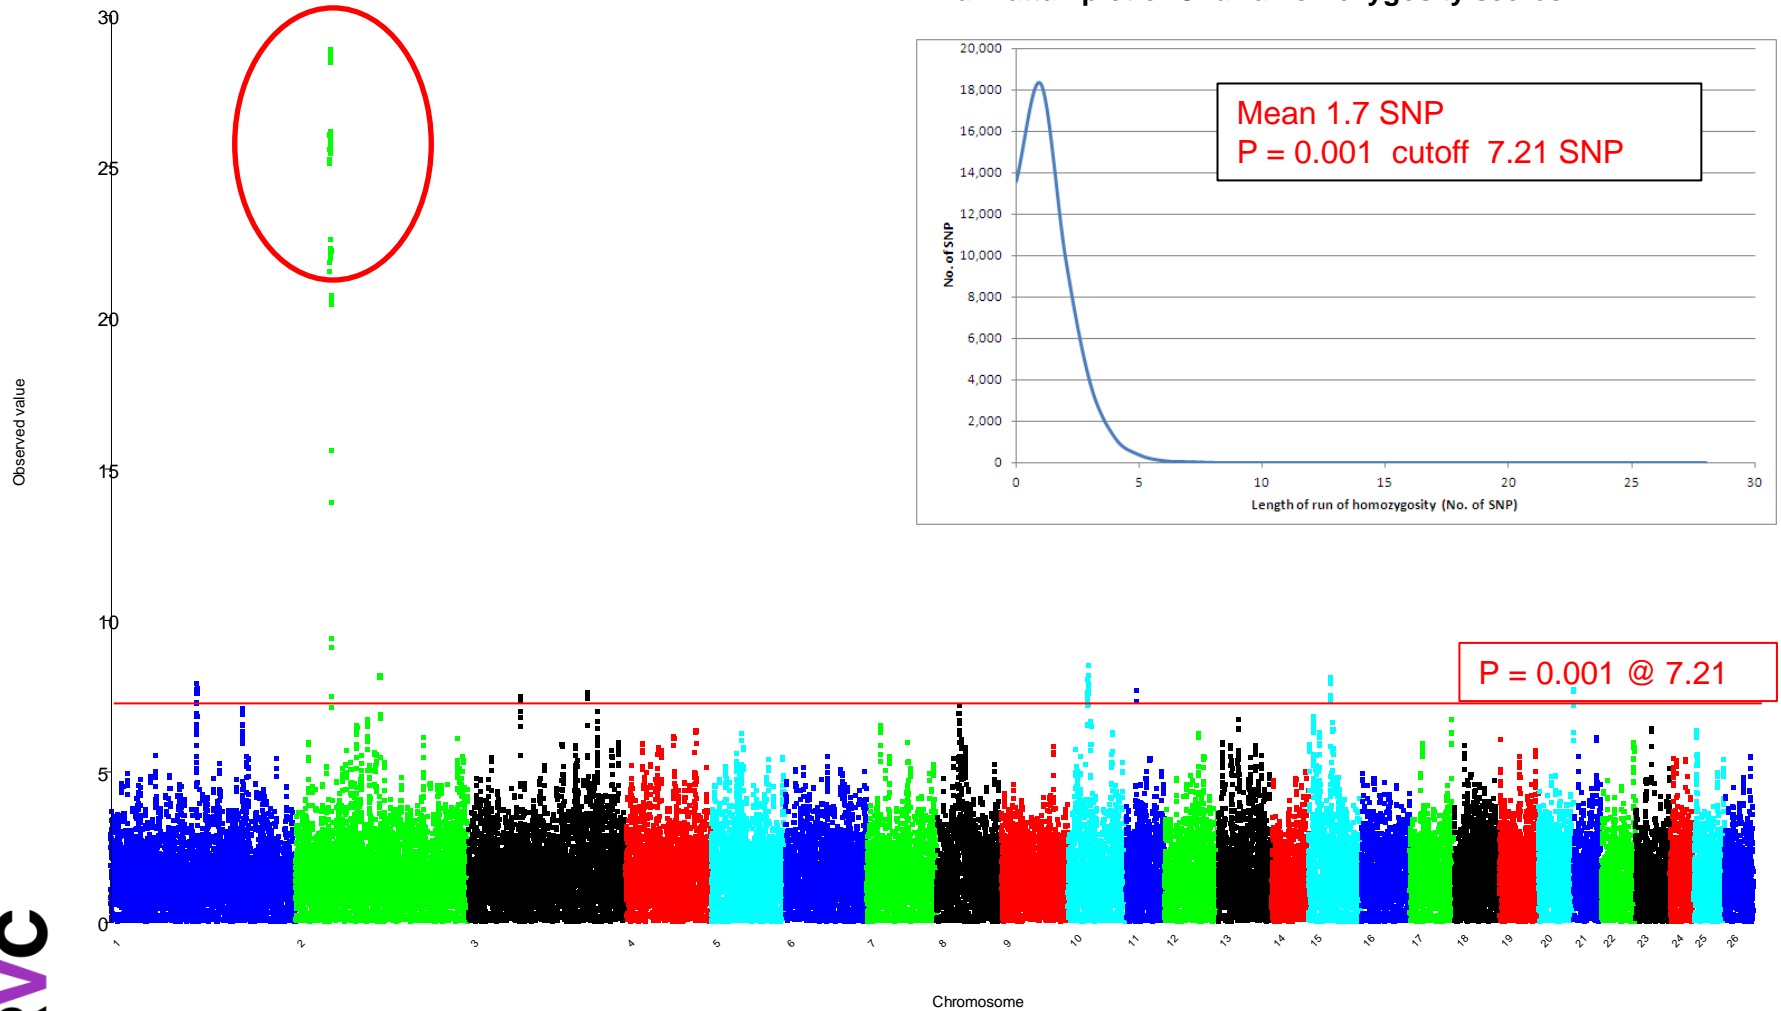 30
25
20
15
10
5
0
Observed value
1 2 3 4 5 6 7 8 9 10 11 12 13 14 15 16 17 18 19 20 21 22 23 24 25 26
Chromosome
20,000
18,000
16,000
14,000
12,000
10,000
8,000
6,000
4,000
2,000
0
No. of SNP
0 5 10 15 20 25 30
Length of run of homozygosity (No. of SNP)
Mean 1.7 SNP
P = 0.001 cutoff 7.21 SNP
P = 0.001 @ 7.21
VC